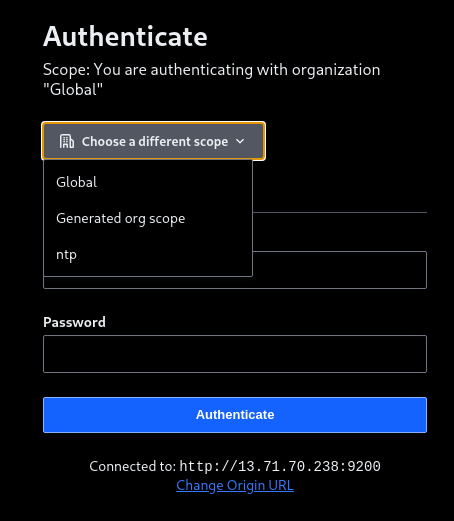 Authenticate
Scope: You are authenticating with organization
"Global"
Choose a different scope
Global
Generated org scope
ntp
Password
Authenticate
Connected to: http://13.71.70.238:9200
Change Origin URL